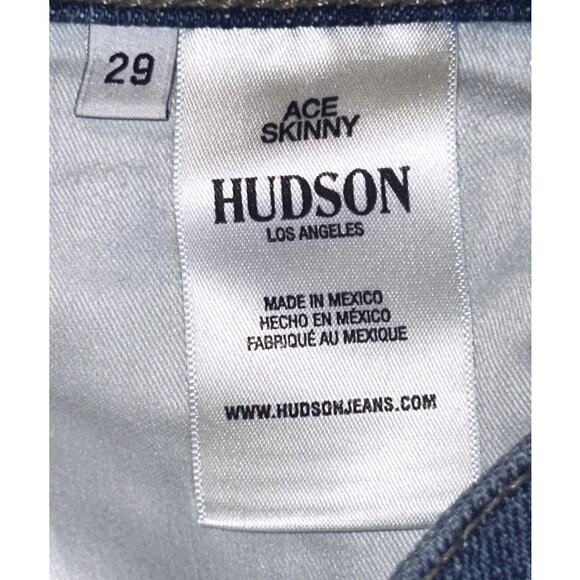 29
ACE
SKINNY
HUDSON
LOS ANGELES
MADE IN MEXICO
HECHO EN MÉXICO
FABRIQUÉ AU MEXIQUE
WWW.HUDSONJEANS.COM